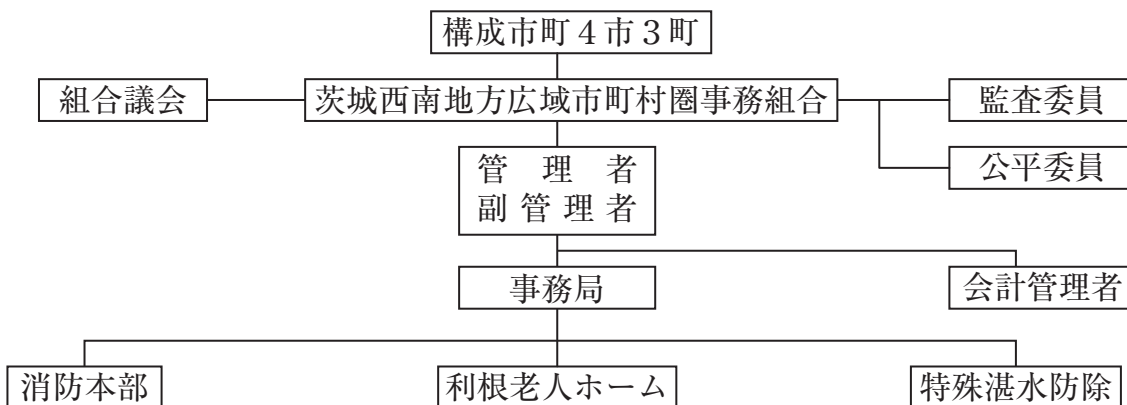 構成市町４市３町
組合議会
茨城西南地方広域市町村圏事務組合
監査委員
公平委員
管理者
副管理者
事務局
会計管理者
消防本部
利根老人ホーム
特殊湛水防除